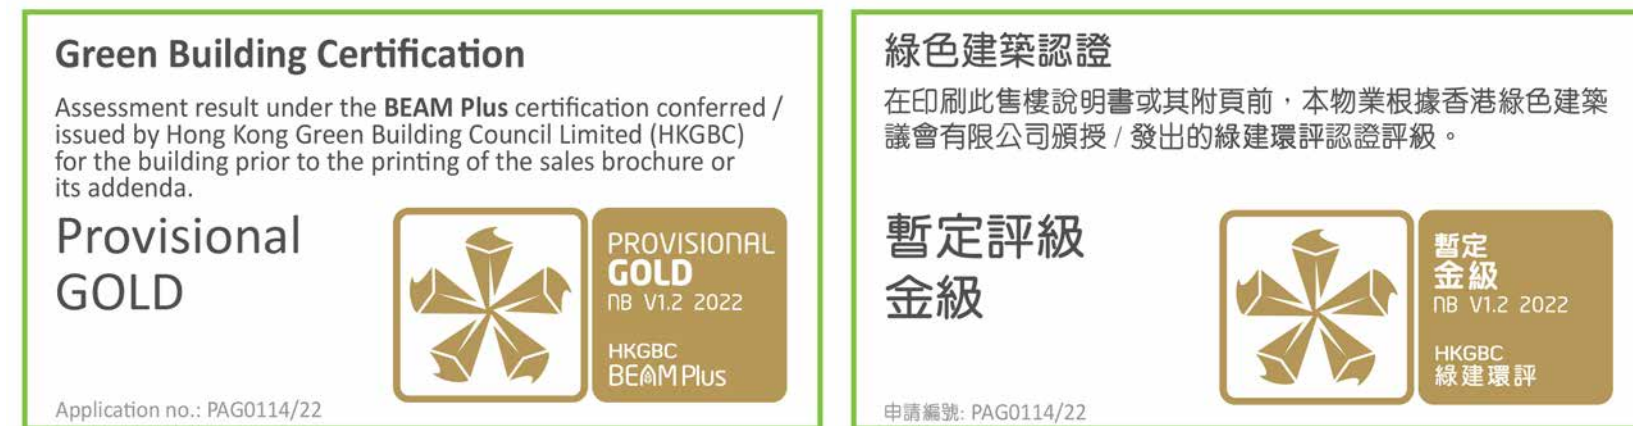 Green Building Certification
Assessment result under the BEAM Plus certification conferred /
issued by Hong Kong Green Building Council Limited (HKGBC)
for the building prior to the printing of the sales brochure or
its addenda.
Provisional
GOLD
PROVISIONAL
GOLD
NB V1.2 2022
HKGBC
BEAM Plus
Application no.: PAG0114/22
綠色建築認證
在印刷此售樓說明書或其附頁前，本物業根據香港綠色建築
議會有限公司頒授 / 發出的綠建環評認證評級。
暫定評級
金級
暫定
金級
NB V1.2 2022
HKGBC
綠建環評
申請編號: PAG0114/22